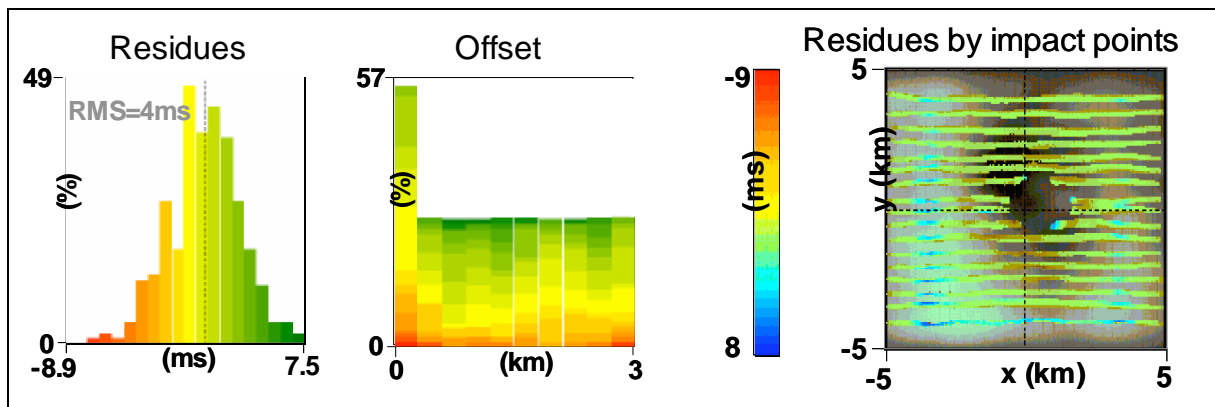 Residues
49
RMS=4ms
(%)
0
-8.9
(ms)
7.5
Offset
57
(%)
0
0
(km)
3
-9
(ms)
8
Residues by impact points
5
y (km)
-5
-5
x (km)
5